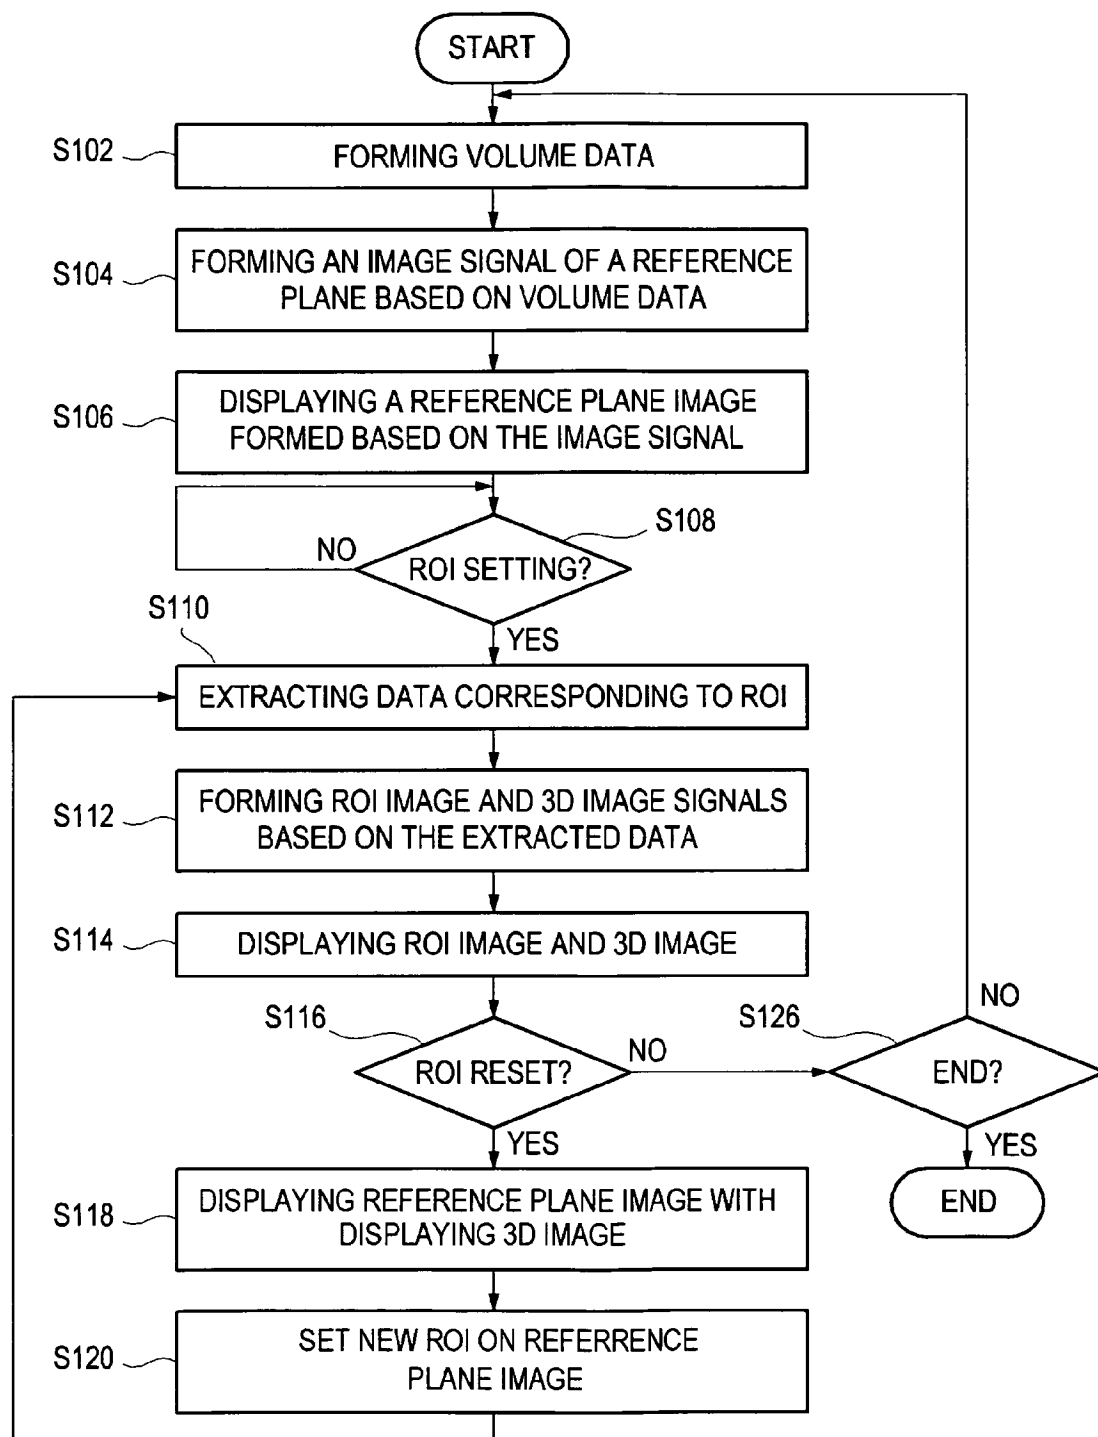 START
S102
FORMING VOLUME DATA
S104
FORMING AN IMAGE SIGNAL OF A REFERENCE
PLANE BASED ON VOLUME DATA
S106
DISPLAYING A REFERENCE PLANE IMAGE
FORMED BASED ON THE IMAGE SIGNAL
S108
NO
ROI SETTING?
YES
S110
EXTRACTING DATA CORRESPONDING TO ROI
S112
FORMING ROI IMAGE AND 3D IMAGE SIGNALS
BASED ON THE EXTRACTED DATA
S114
DISPLAYING ROI IMAGE AND 3D IMAGE
S116
ROI RESET?
NO
YES
S126
NO
END?
YES
END
S118
DISPLAYING REFERENCE PLANE IMAGE WITH
DISPLAYING 3D IMAGE
S120
SET NEW ROI ON REFERRENCE
PLANE IMAGE